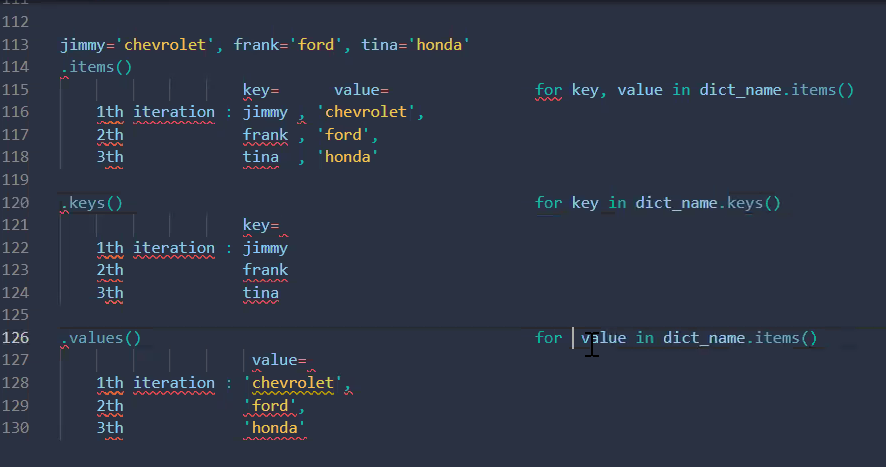 112
113 jimmy='chevrolet', frank='ford', tina='honda'
114 .items()
115 key= value= for key, value in dict_name.items()
116 1th iteration : jimmy , 'chevrolet',
117 2th frank , 'ford',
118 3th tina , 'honda'
119
120 .keys() for key in dict_name.keys()
121 key=
122 1th iteration : jimmy
123 2th frank
124 3th tina
125
126 .values() for value in dict_name.items()
127 value=
128 1th iteration : 'chevrolet',
129 2th 'ford',
130 3th 'honda'